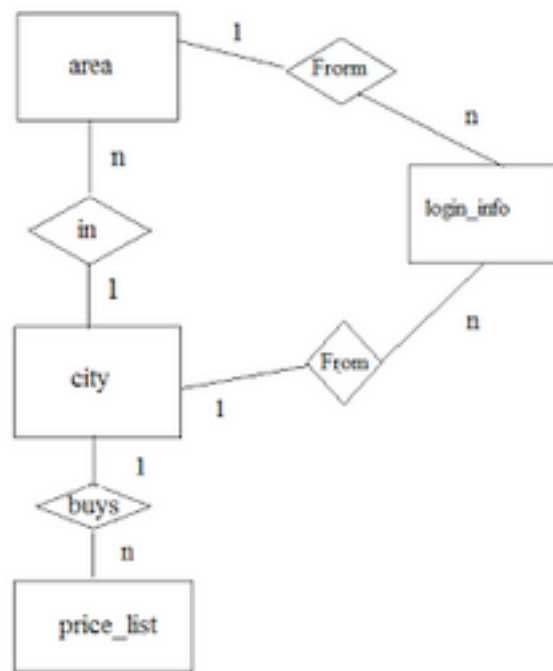 area
1
Frorm
n
n
login_info
in
1
n
city
From
1
1
buys
n
price_list